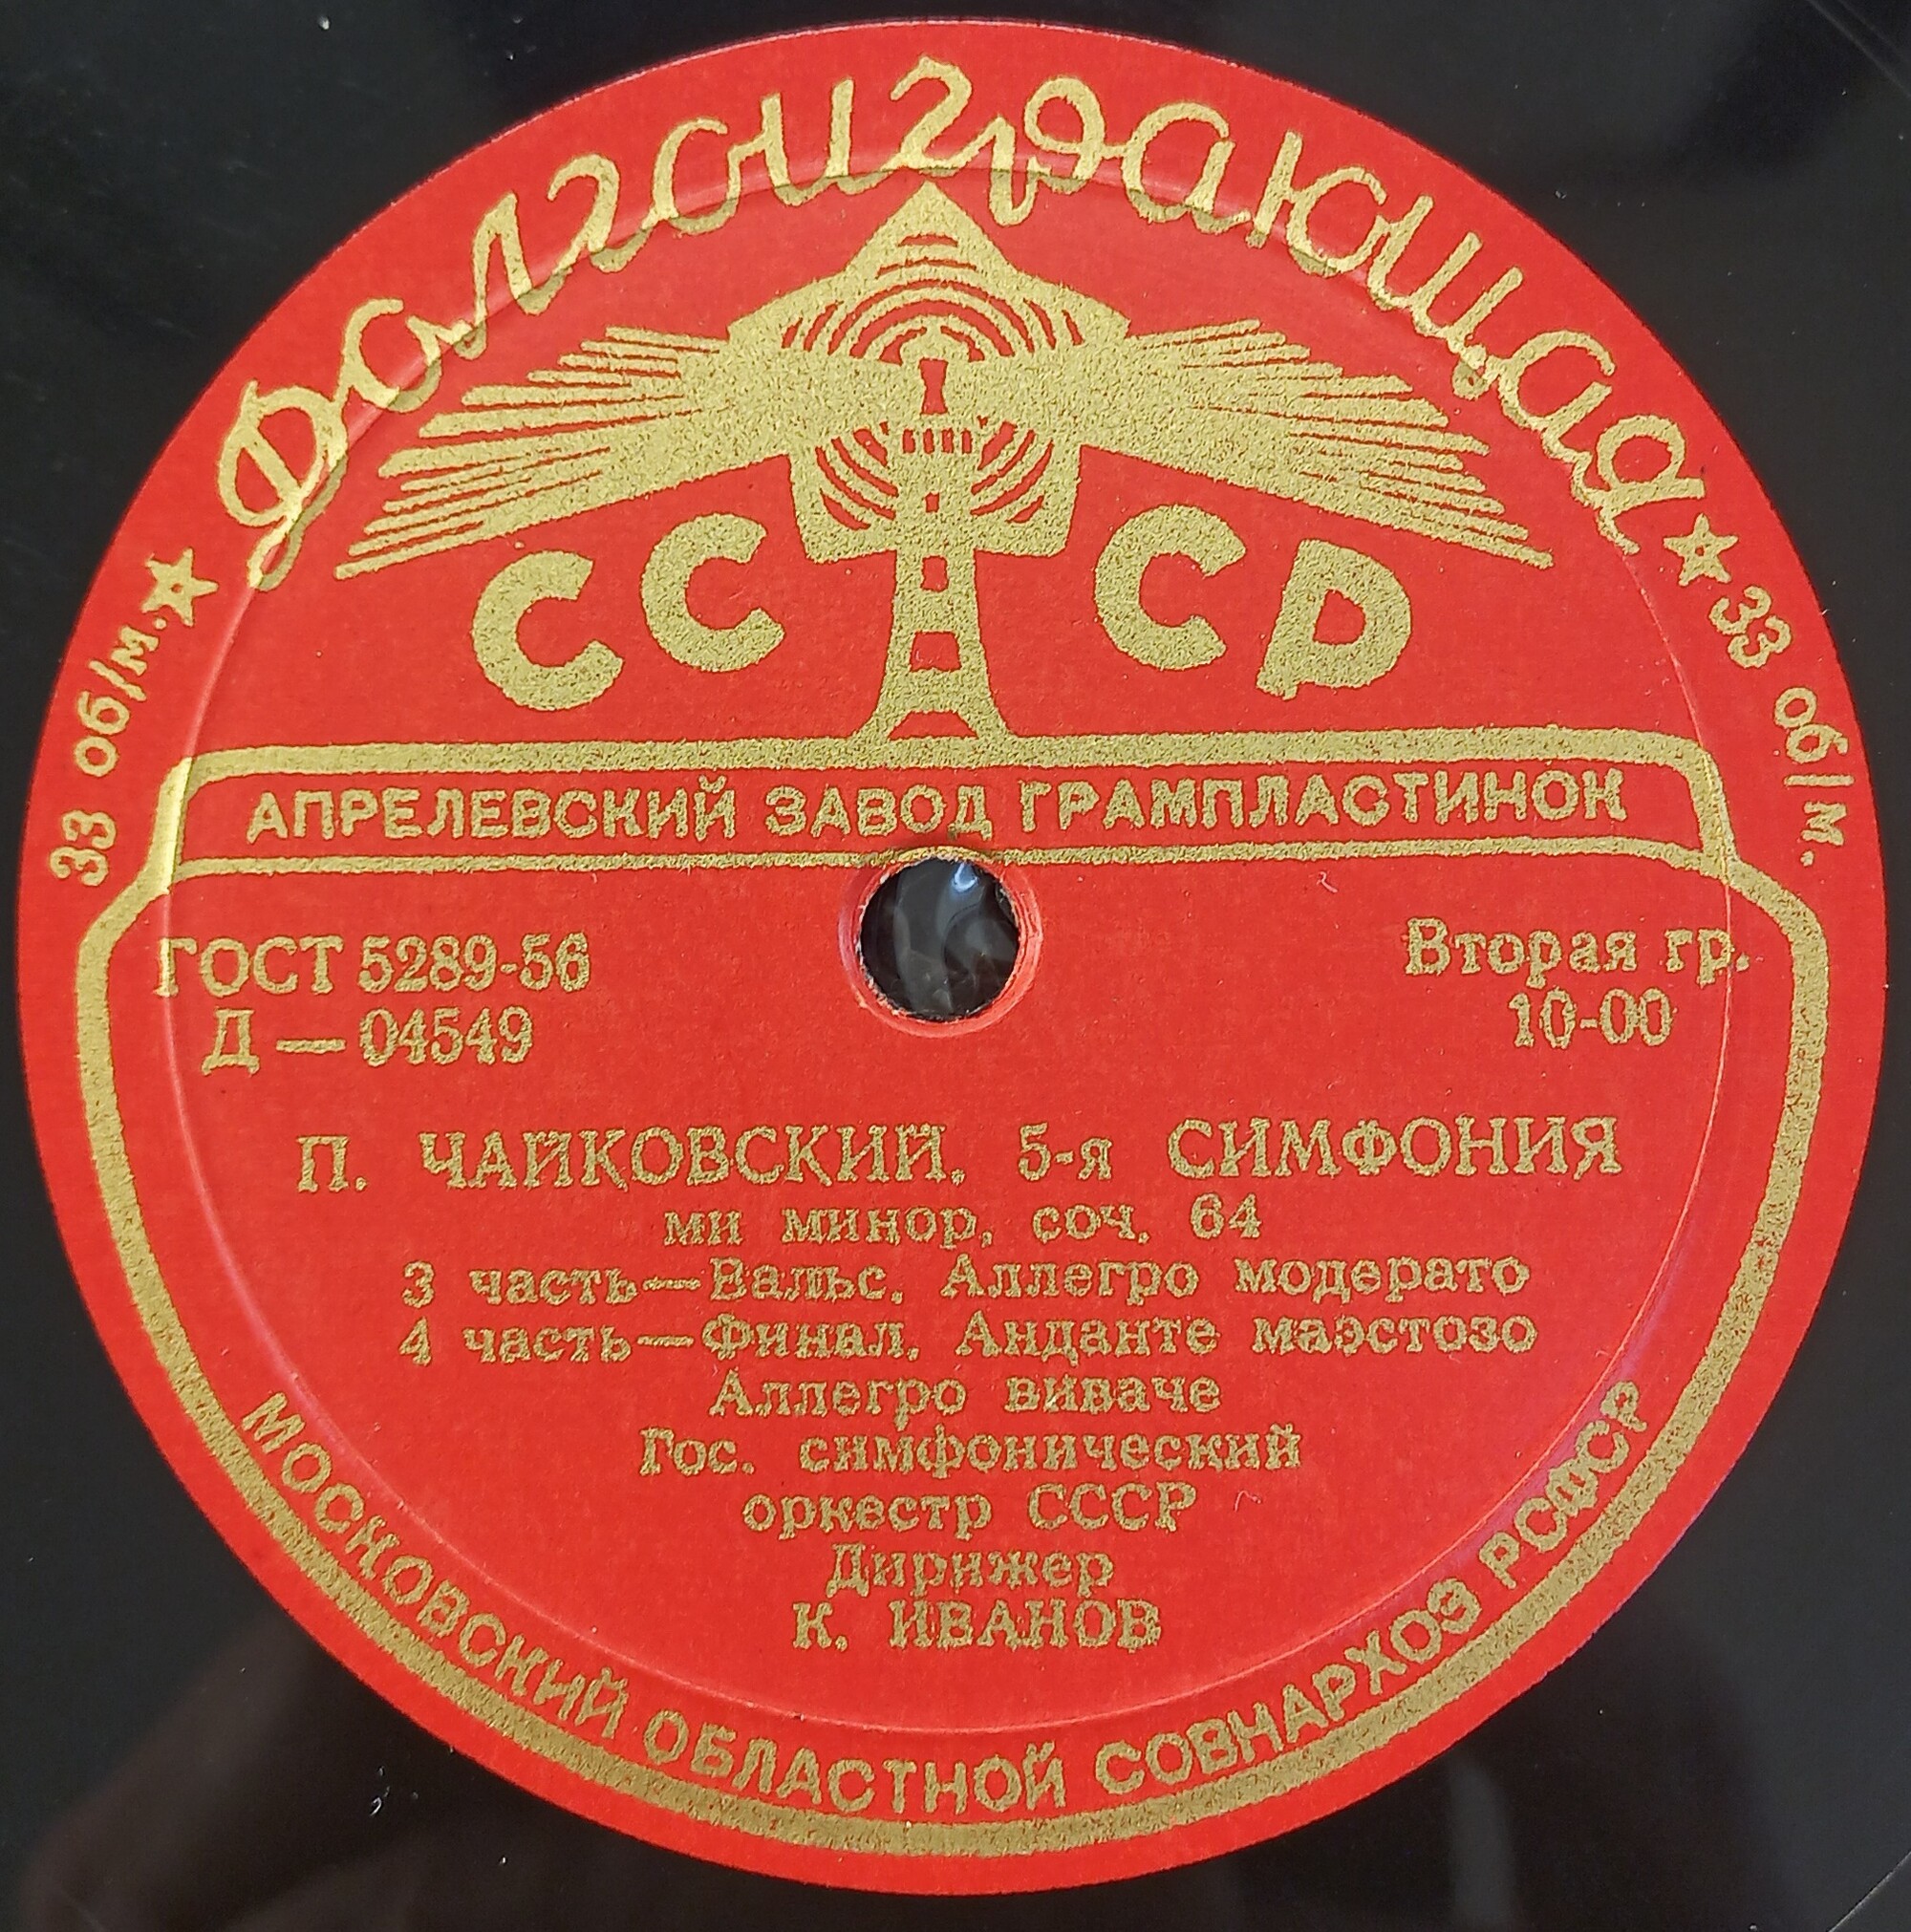 Долгоиграющая
★ 33 об/м.
★ 33 об/м.
СССР
АПРЕЛЕВСКИЙ ЗАВОД ГРАМПЛАСТИНОК
ГОСТ 5289-56
Вторая гр.
Д — 04549
10-00
П. ЧАЙКОВСКИЙ, 5-я СИМФОНИЯ
ми минор, соч. 64
3 часть—Вальс. Аллегро модерато
4 часть—Финал. Анданте маэстозо
Аллегро виваче
Гос. симфонический
оркестр СССР
Дирижер
К. ИВАНОВ
МОСКОВСКИЙ ОБЛАСТНОЙ СОВНАРХОЗ РСФСР